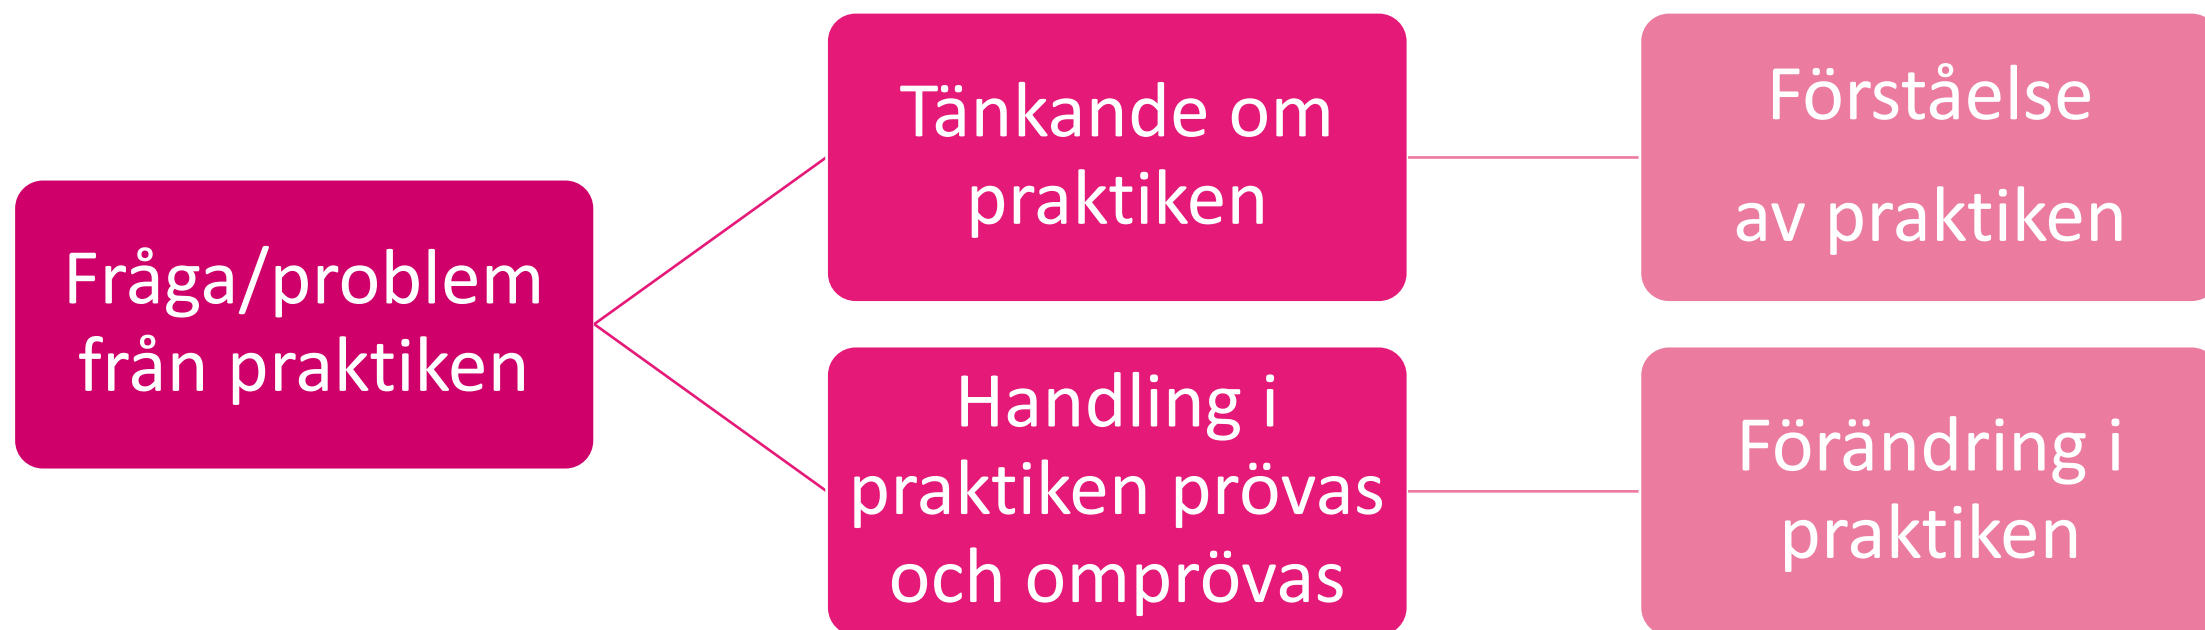 Fråga/problem
från praktiken
Tänkande om
praktiken
Förståelse
av praktiken
Handling i
praktiken prövas
och omprövas
Förändring i
praktiken